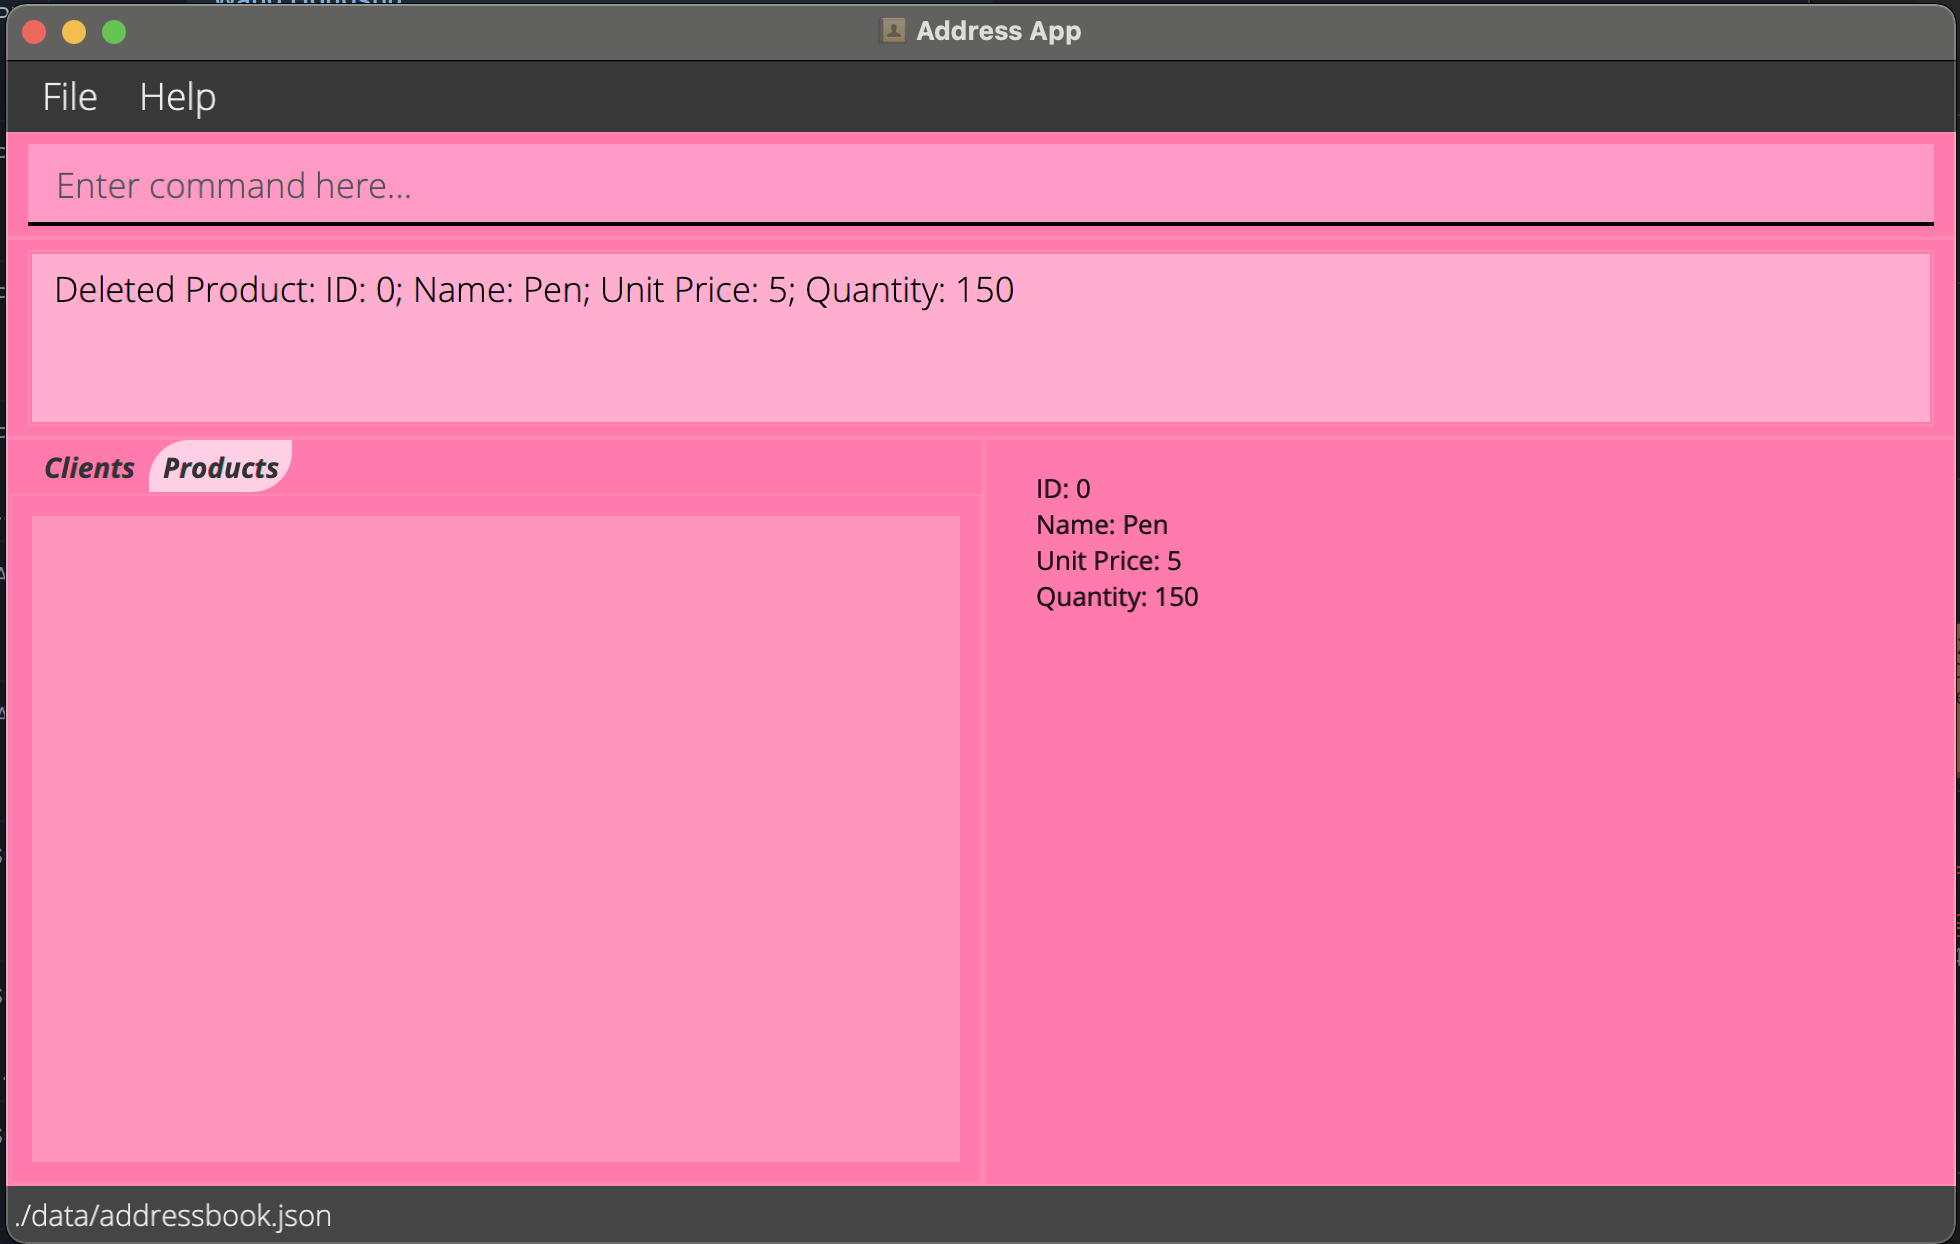 Address App
File Help
Enter command here...
Deleted Product: ID: 0; Name: Pen; Unit Price: 5; Quantity: 150
Clients Products
ID: 0
Name: Pen
Unit Price: 5
Quantity: 150
./data/addressbook.json